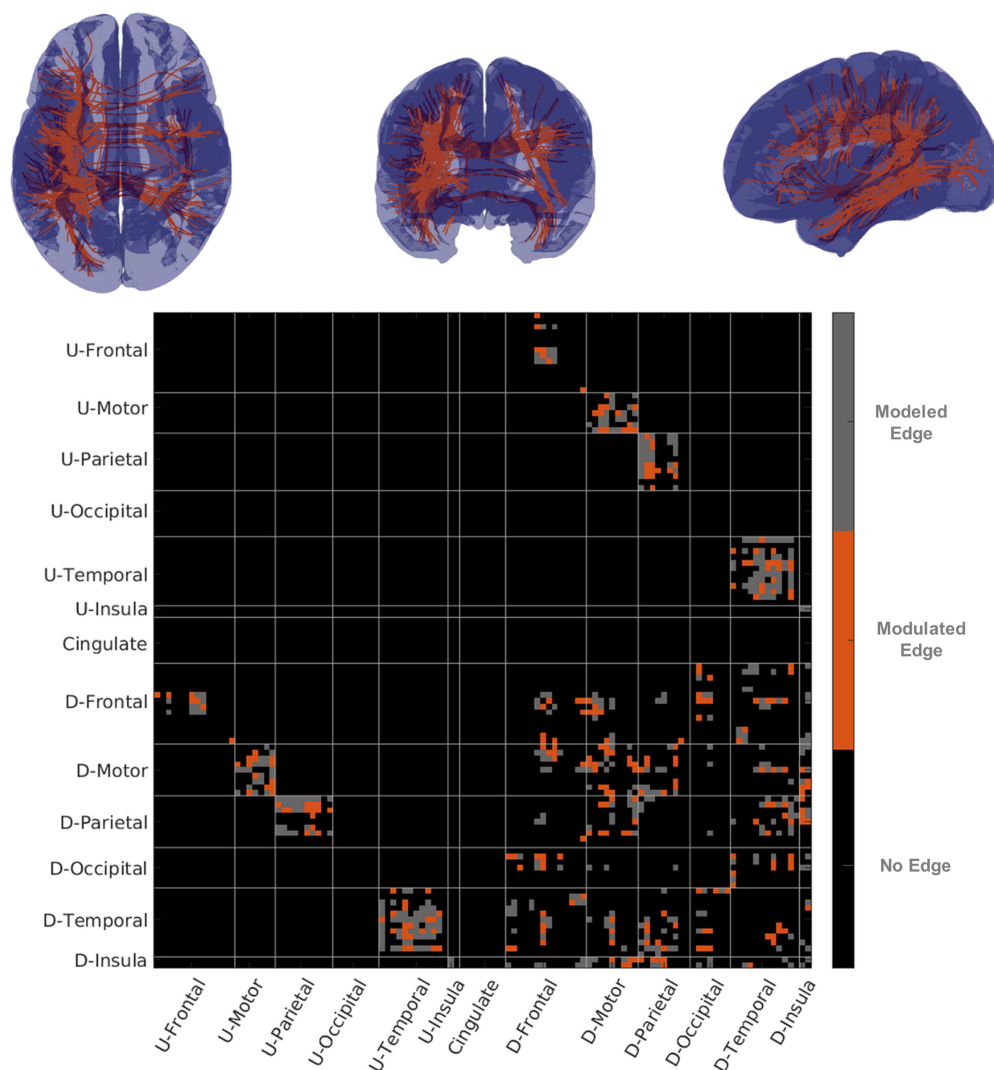 U-Frontal
U-Motor
U-Parietal
U-Occipital
U-Temporal
U-Insula
Cingulate
D-Frontal
D-Motor
D-Parietal
D-Occipital
D-Temporal
D-Insula
U-Frontal
U-Motor
U-Parietal
U-Occipital
U-Temporal
U-Insula
Cingulate
D-Frontal
D-Motor
D-Parietal
D-Occipital
D-Temporal
D-Insula
Modeled
Edge
Modulated
Edge
No Edge